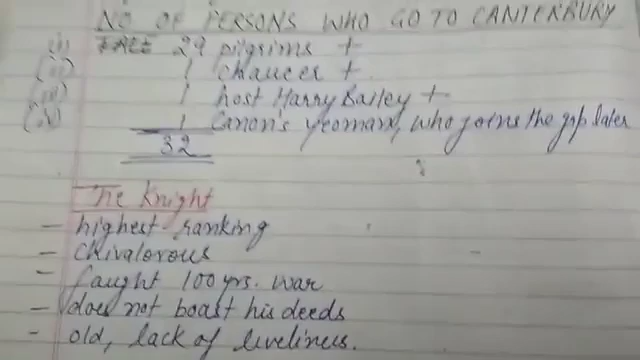 NO OF PERSONS WHO GO TO CANTERBURY
(i) 29 pilgrims +
(ii) 1 chaucer +
(iii) 1 host Harry Bailey +
(iv) 1 Canon's yeoman, who joins the grp later
32
The Knight
- highest-ranking
- chivalorous
- faught 100 yrs. war
- does not boast his deeds
- old, lack of liveliness.